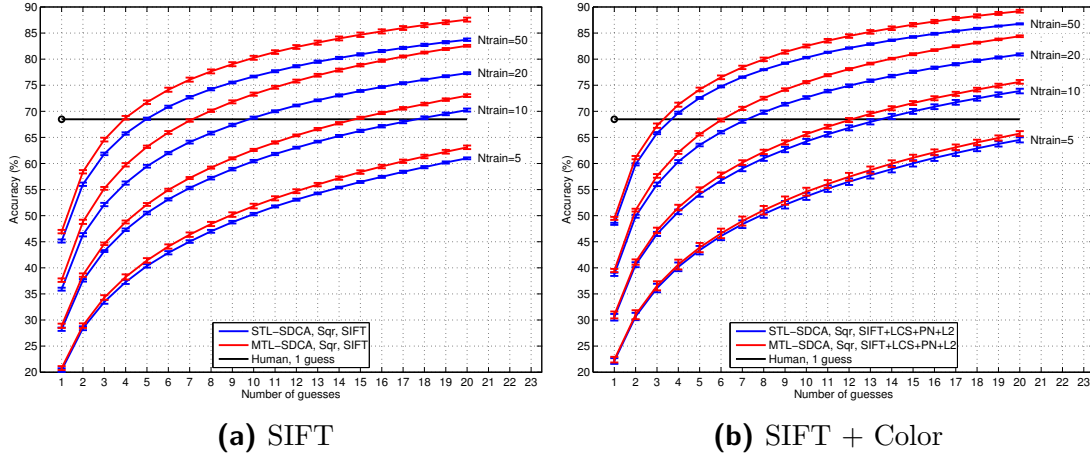 90
85
80
75
70
65
60
55
50
45
40
35
30
25
20
Accuracy (%)
Ntrain=50
Ntrain=20
Ntrain=10
Ntrain=5
STL−SDCA, Sqr, SIFT
MTL−SDCA, Sqr, SIFT
Human, 1 guess
1 2 3 4 5 6 7 8 9 10 11 12 13 14 15 16 17 18 19 20 21 22 23
Number of guesses
(a) SIFT
90
85
80
75
70
65
60
55
50
45
40
35
30
25
20
Accuracy (%)
Ntrain=50
Ntrain=20
Ntrain=10
Ntrain=5
STL−SDCA, Sqr, SIFT+LCS+PN+L2
MTL−SDCA, Sqr, SIFT+LCS+PN+L2
Human, 1 guess
1 2 3 4 5 6 7 8 9 10 11 12 13 14 15 16 17 18 19 20 21 22 23
Number of guesses
(b) SIFT + Color